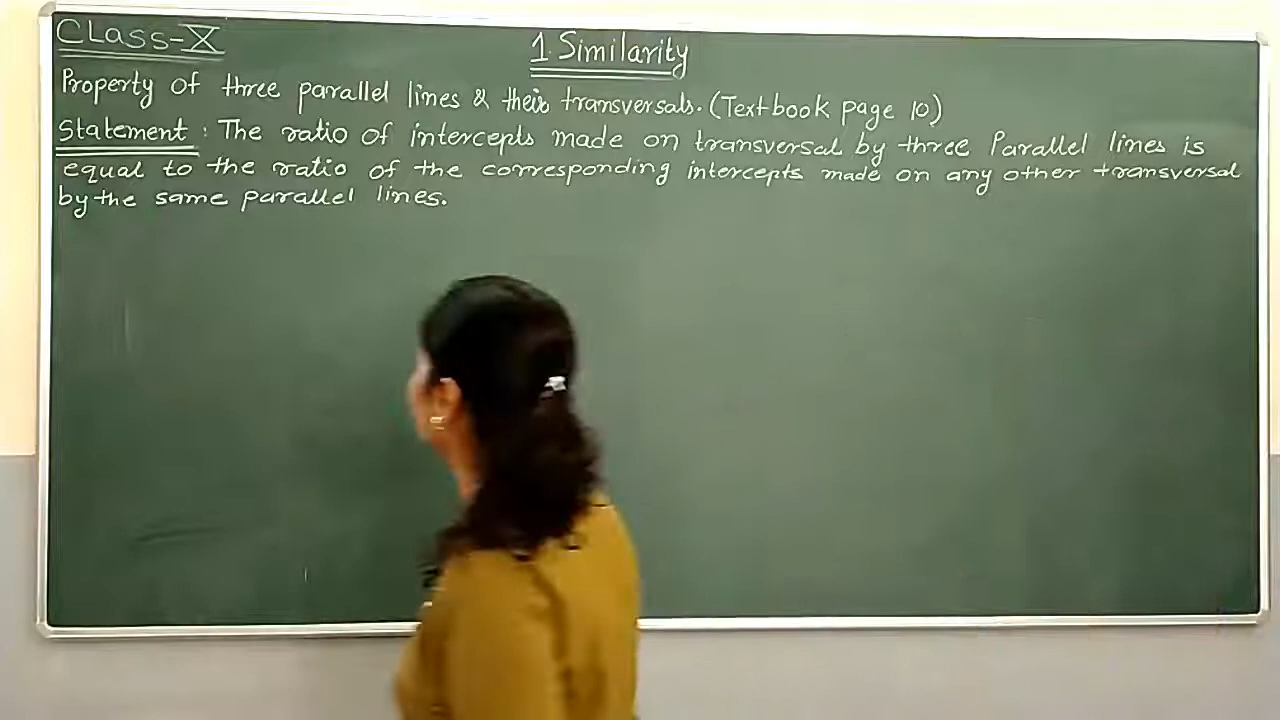 CLass-X
1. Similarity
Property of three parallel lines & their transversals. (Textbook page 10)
Statement : The ratio of intercepts made on transversal by three Parallel lines is
equal to the ratio of the corresponding intercepts made on any other transversal
by the same parallel lines.